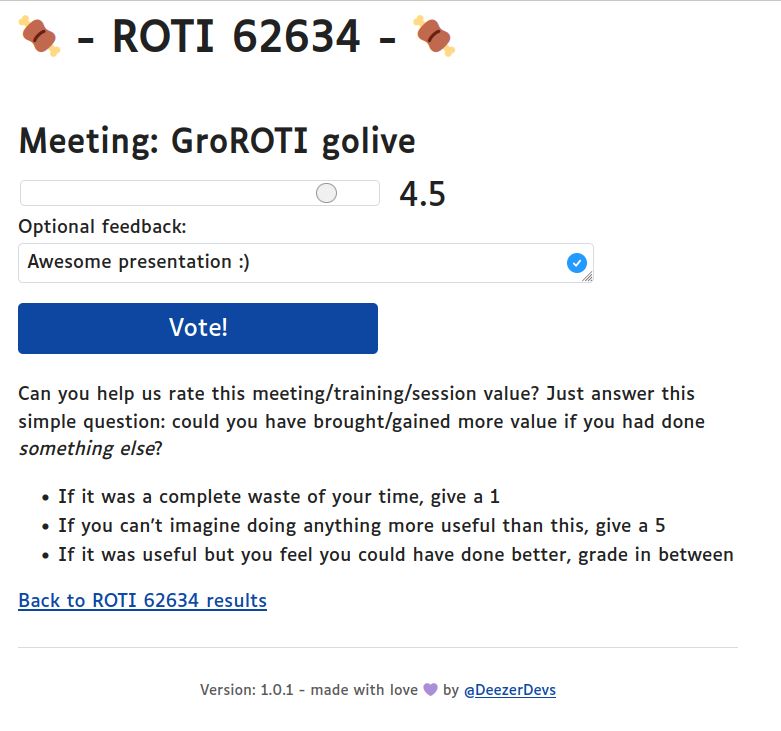 🍖 - ROTI 62634 - 🍖
Meeting: GroROTI golive
4.5
Optional feedback:
Awesome presentation :)
Vote!
Can you help us rate this meeting/training/session value? Just answer this
simple question: could you have brought/gained more value if you had done
something else?
• If it was a complete waste of your time, give a 1
• If you can’t imagine doing anything more useful than this, give a 5
• If it was useful but you feel you could have done better, grade in between
Back to ROTI 62634 results
Version: 1.0.1 - made with love 💜 by @DeezerDevs